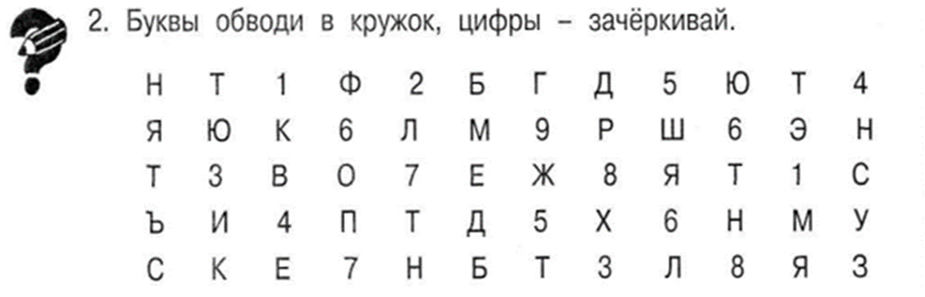 2. Буквы обводи в кружок, цифры – зачёркивай.
Н Т 1 Ф 2 Б Г Д 5 Ю Т 4
Я Ю К 6 Л М 9 Р Ш 6 Э Н
Т 3 В О 7 Е Ж 8 Я Т 1 С
Ъ И 4 П Т Д 5 Х 6 Н М У
С К Е 7 Н Б Т 3 Л 8 Я 3